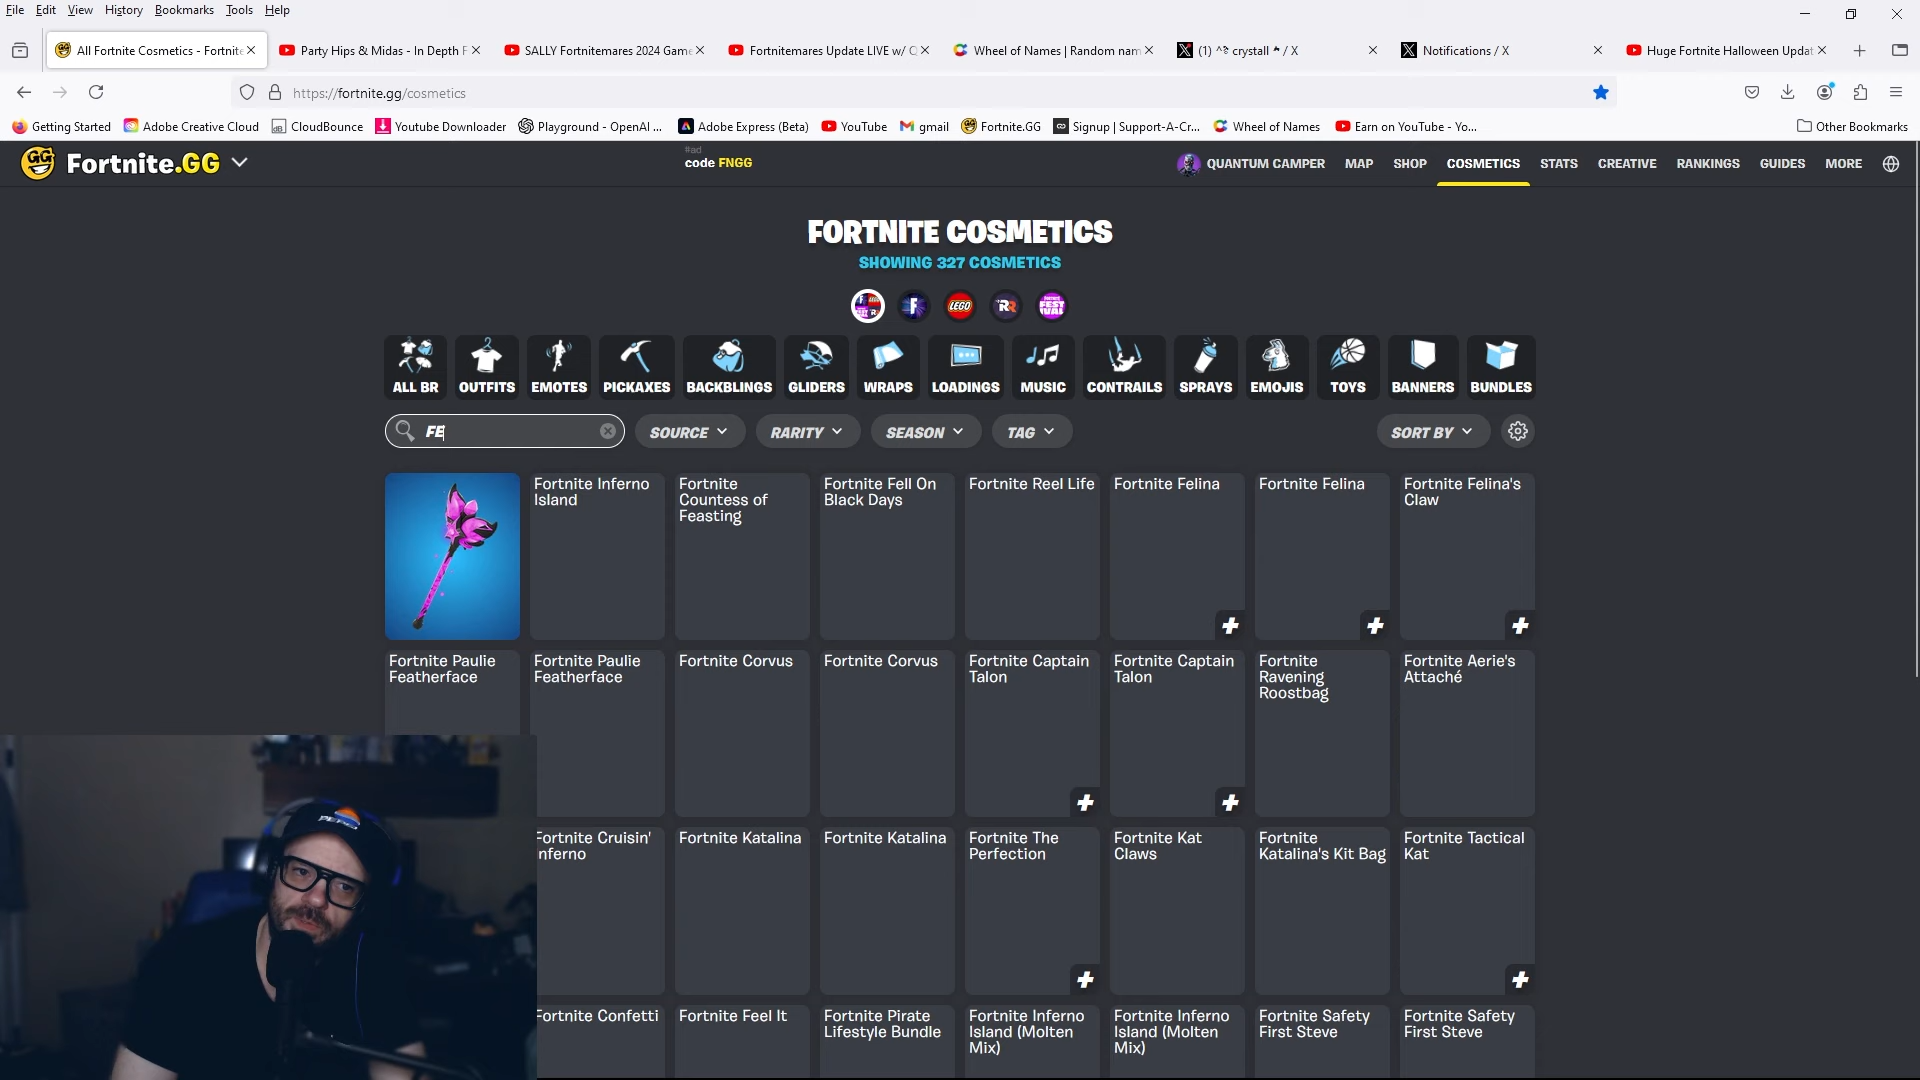 File Edit View History Bookmarks Tools Help
All Fortnite Cosmetics - Fortnite
Party Hips & Midas - In Depth F
SALLY Fortnitemares 2024 Game
Fortnitemares Update LIVE w/ C
Wheel of Names | Random nam
(1) ^? crystall / X
Notifications / X
Huge Fortnite Halloween Updat
https://fortnite.gg/cosmetics
Getting Started Adobe Creative Cloud CloudBounce Youtube Downloader Playground - OpenAI ... Adobe Express (Beta) YouTube gmail Fortnite.GG Signup | Support-A-Cr... Wheel of Names Earn on YouTube - Yo... Other Bookmarks
Fortnite.GG
#ad
code FNGG
QUANTUM CAMPER MAP SHOP COSMETICS STATS CREATIVE RANKINGS GUIDES MORE
FORTNITE COSMETICS
SHOWING 327 COSMETICS
F LEGO RR Fortnite FESTIVAL
ALL BR OUTFITS EMOTES PICKAXES BACKBLINGS GLIDERS WRAPS LOADINGS MUSIC CONTRAILS SPRAYS EMOJIS TOYS BANNERS BUNDLES
FE SOURCE RARITY SEASON TAG SORT BY
Fortnite Inferno
Island
Fortnite
Countess of
Feasting
Fortnite Fell On
Black Days
Fortnite Reel Life
Fortnite Felina
Fortnite Felina
Fortnite Felina's
Claw
Fortnite Paulie
Featherface
Fortnite Paulie
Featherface
Fortnite Corvus
Fortnite Corvus
Fortnite Captain
Talon
Fortnite Captain
Talon
Fortnite
Ravening
Roostbag
Fortnite Aerie's
Attaché
Fortnite Cruisin'
nferno
Fortnite Katalina
Fortnite Katalina
Fortnite The
Perfection
Fortnite Kat
Claws
Fortnite
Katalina's Kit Bag
Fortnite Tactical
Kat
PEPSI
Fortnite Confetti
Fortnite Feel It
Fortnite Pirate
Lifestyle Bundle
Fortnite Inferno
Island (Molten
Mix)
Fortnite Inferno
Island (Molten
Mix)
Fortnite Safety
First Steve
Fortnite Safety
First Steve